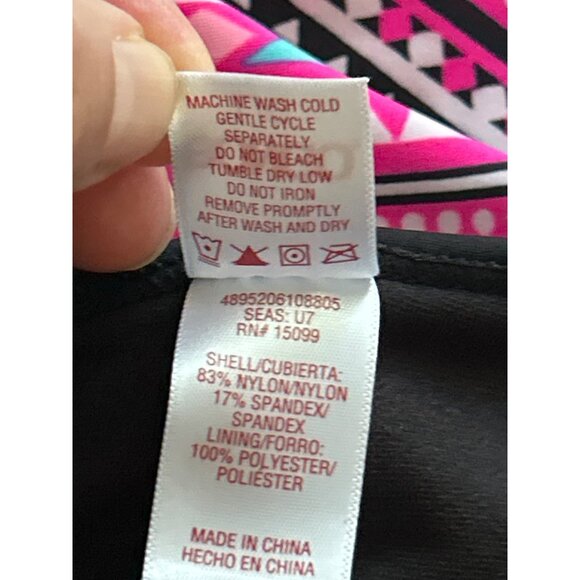 MACHINE WASH COLD
GENTLE CYCLE
SEPARATELY
DO NOT BLEACH
TUMBLE DRY LOW
DO NOT IRON
REMOVE PROMPTLY
AFTER WASH AND DRY
4895206108805
SEAS: U7
RN# 15099
SHELL/CUBIERTA:
83% NYLON/NYLON
17% SPANDEX/
SPANDEX
LINING/FORRO:
100% POLYESTER/
POLIÉSTER
MADE IN CHINA
HECHO EN CHINA